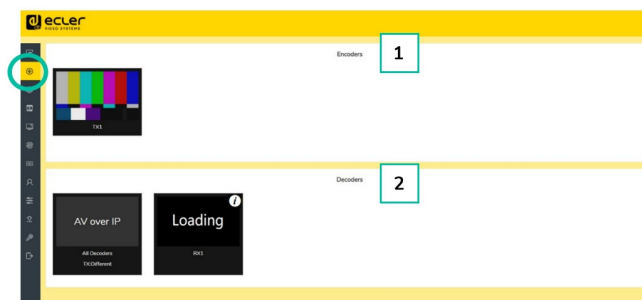 ecler
VIDEO SYSTEMS
Encoders
1
TX1
Decoders
2
AV over IP
All Decoders
TX:Different
Loading
i
RX1